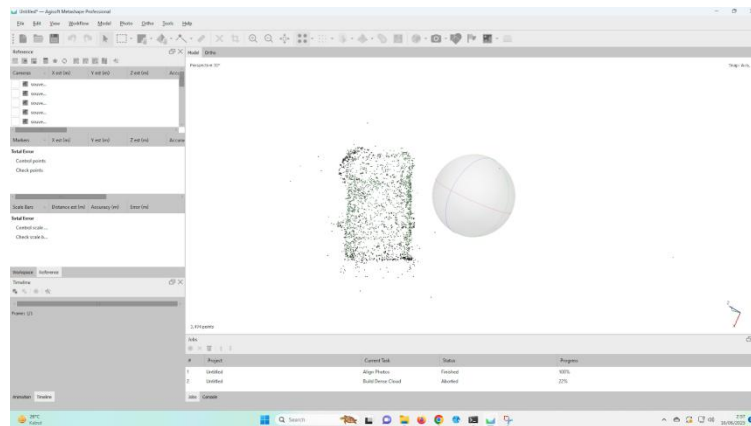 Untitled* — Agisoft Metashape Professional
File Edit View Workflow Model Photo Ortho Tools Help
Reference
Model Ortho
Cameras X est (m) Y est (m) Z est (m)
Perspective 30°
Markers X est (m) Y est (m) Z est (m)
Total Error
Control points
Check points
Scale Bars Distance est (m) Accuracy (m) Error (m)
Total Error
Control scale...
Check scale b...
Workspace Reference
Timeline
Frame: 1/1
points
Jobs
# Project Current Task Status Progress
1 Untitled Align Photos Finished 100%
2 Untitled Build Dense Cloud Aborted 22%
Animation Timeline
Jobs Console
Search